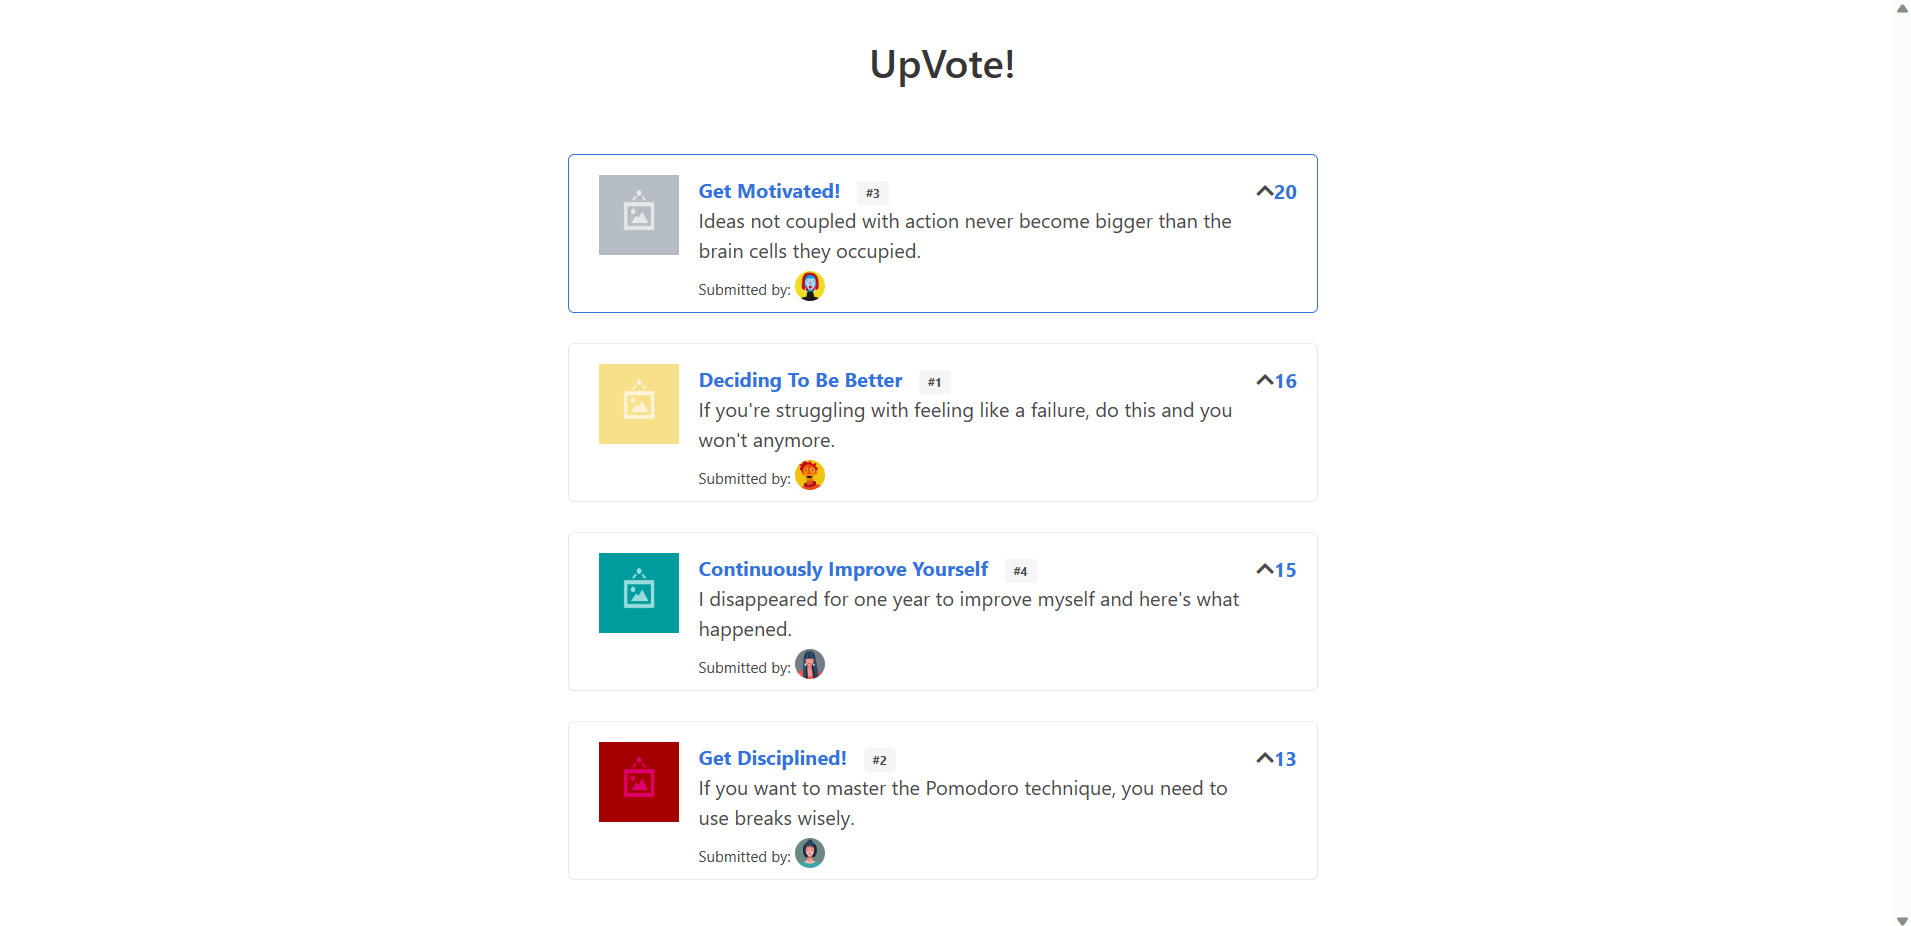 UpVote!
Get Motivated! #3
20
Ideas not coupled with action never become bigger than the
brain cells they occupied.
Submitted by:
Deciding To Be Better #1
16
If you're struggling with feeling like a failure, do this and you
won't anymore.
Submitted by:
Continuously Improve Yourself #4
15
I disappeared for one year to improve myself and here's what
happened.
Submitted by:
Get Disciplined! #2
13
If you want to master the Pomodoro technique, you need to
use breaks wisely.
Submitted by: